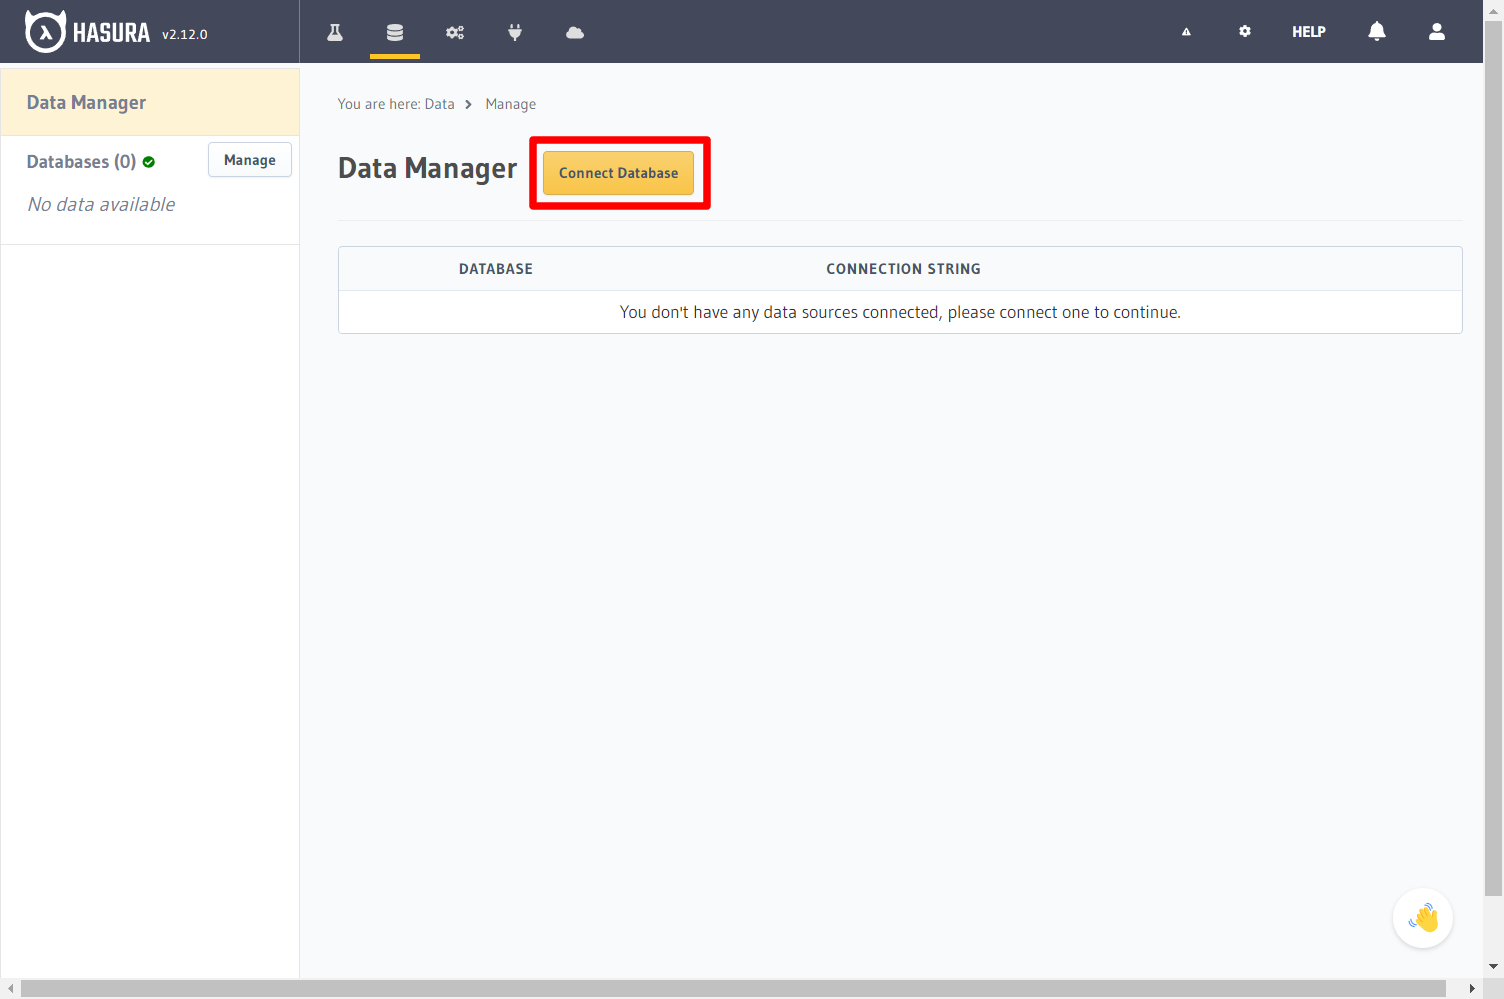 HASURA v2.12.0
HELP
Data Manager
Databases (0)
Manage
No data available
You are here: Data
Manage
Data Manager
Connect Database
DATABASE
CONNECTION STRING
You don't have any data sources connected, please connect one to continue.